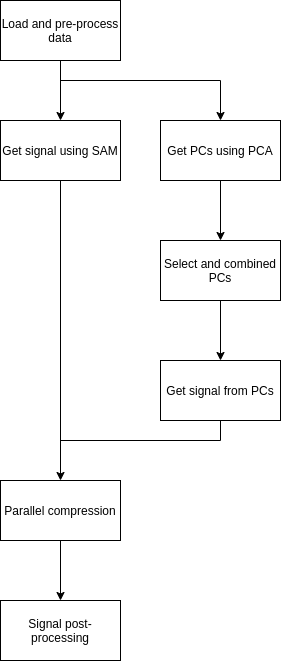 Load and pre-process
data
Get signal using SAM
Get PCs using PCA
Select and combined
PCs
Get signal from PCs
Parallel compression
Signal post-
processing